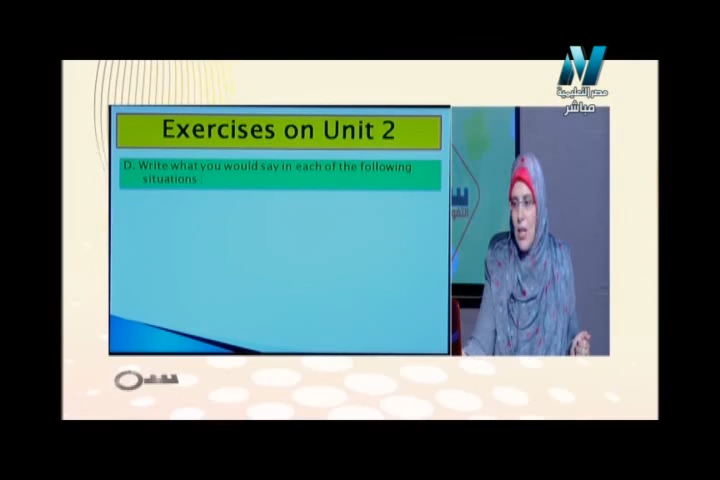 مصر التعليمية
مباشر
Exercises on Unit 2
D. Write what you would say in each of the following
situations .